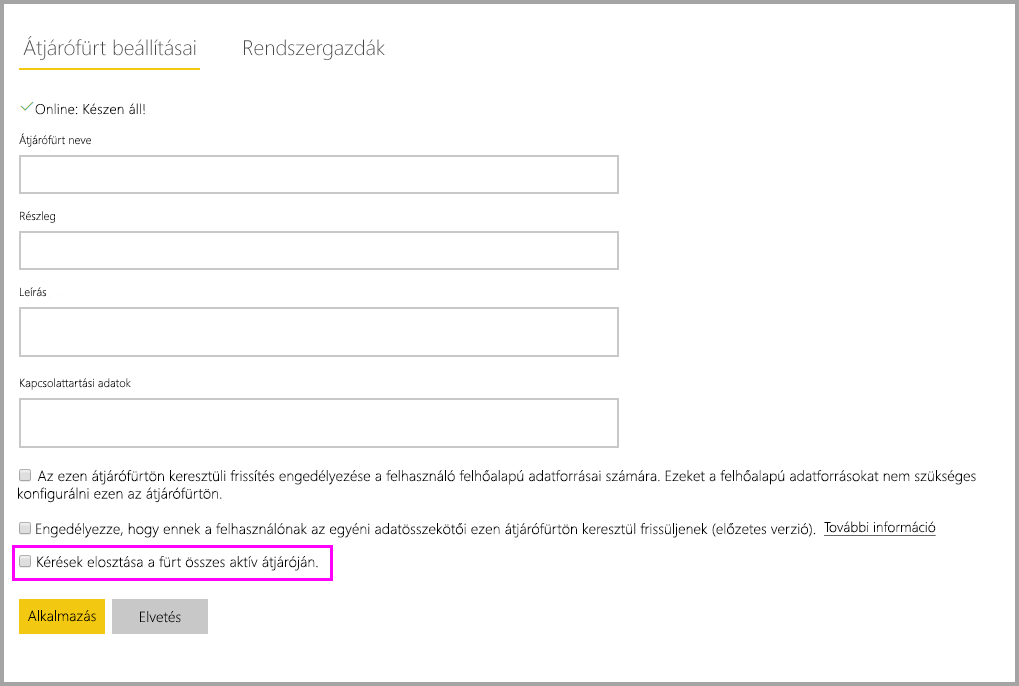 Átjárófürt beállításai Rendszergazdák
Online: Készen áll!
Átjárófürt neve
Részleg
Leírás
Kapcsolattartási adatok
Az ezen átjárófürtön keresztüli frissítés engedélyezése a felhasználó felhőalapú adatforrásai számára. Ezeket a felhőalapú adatforrásokat nem szükséges
konfigurálni ezen az átjárófürtön.
Engedélyezze, hogy ennek a felhasználónak az egyéni adatösszekötői ezen átjárófürtön keresztül frissüljenek (előzetes verzió). További információ
Kérések elosztása a fürt összes aktív átjáróján.
Alkalmazás Elvetés